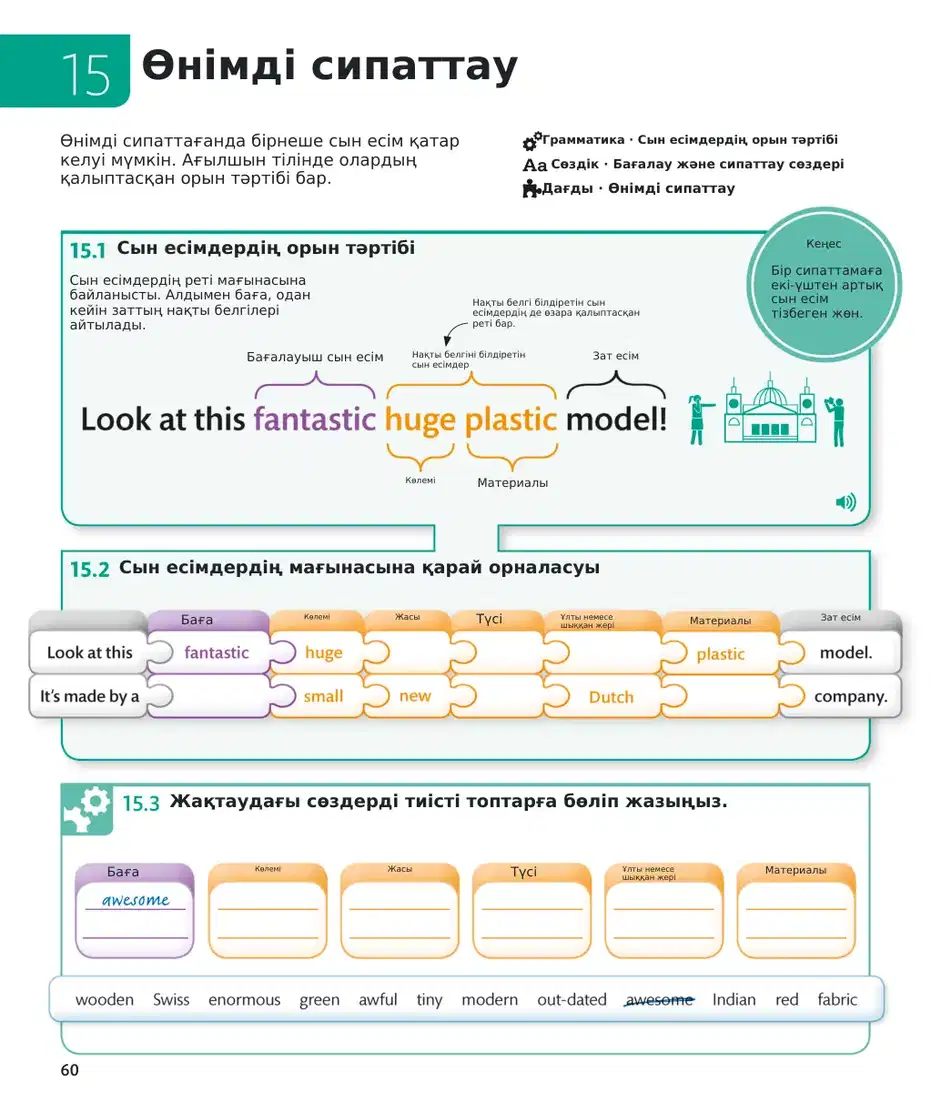 15
Өнімді сипаттау
Өнімді сипаттағанда бірнеше сын есім қатар
келуі мүмкін. Ағылшын тілінде олардың
қалыптасқан орын тәртібі бар.
Грамматика · Сын есімдердің орын тәртібі
Aa Сөздік · Бағалау және сипаттау сөздері
Дағды · Өнімді сипаттау
15.1 Сын есімдердің орын тәртібі
Сын есімдердің реті мағынасына
байланысты. Алдымен баға, одан
кейін заттың нақты белгілері
айтылады.
Кеңес
Бір сипаттамаға
екі-үштен артық
сын есім
тізбеген жөн.
Нақты белгі білдіретін сын
есімдердің де өзара қалыптасқан
реті бар.
Бағалауыш сын есім
Нақты белгіні білдіретін
сын есімдер
Зат есім
Look at this fantastic huge plastic model!
Көлемі
Материалы
15.2 Сын есімдердің мағынасына қарай орналасуы
Баға Көлемі Жасы Түсі Ұлты немесе шыққан жері Материалы Зат есім
Look at this fantastic huge plastic model.
It's made by a small new Dutch company.
15.3 Жақтаудағы сөздерді тиісті топтарға бөліп жазыңыз.
Баға Көлемі Жасы Түсі Ұлты немесе шыққан жері Материалы
awesome
wooden Swiss enormous green awful tiny modern out-dated awesome Indian red fabric
60